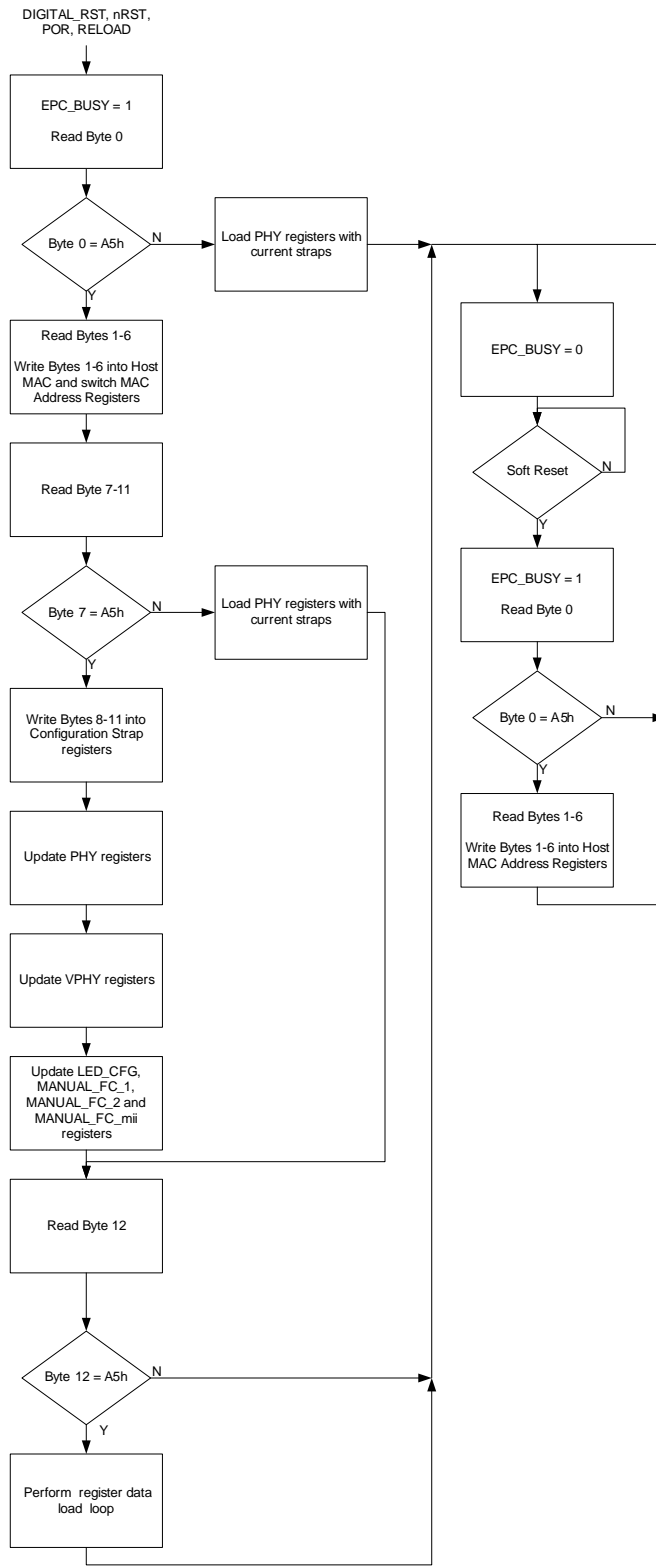 DIGITAL_RST, nRST,
POR, RELOAD
EPC_BUSY = 1
Read Byte 0
Byte 0 = A5h
N
Y
Load PHY registers with
current straps
Read Bytes 1-6
Write Bytes 1-6 into Host
MAC and switch MAC
Address Registers
Read Byte 7-11
Byte 7 = A5h
N
Y
Load PHY registers with
current straps
Write Bytes 8-11 into
Configuration Strap
registers
Update PHY registers
Update VPHY registers
Update LED_CFG,
MANUAL_FC_1,
MANUAL_FC_2 and
MANUAL_FC_mii
registers
Read Byte 12
Byte 12 = A5h
N
Y
Perform register data
load loop
EPC_BUSY = 0
Soft Reset
N
Y
EPC_BUSY = 1
Read Byte 0
Byte 0 = A5h
N
Y
Read Bytes 1-6
Write Bytes 1-6 into Host
MAC Address Registers